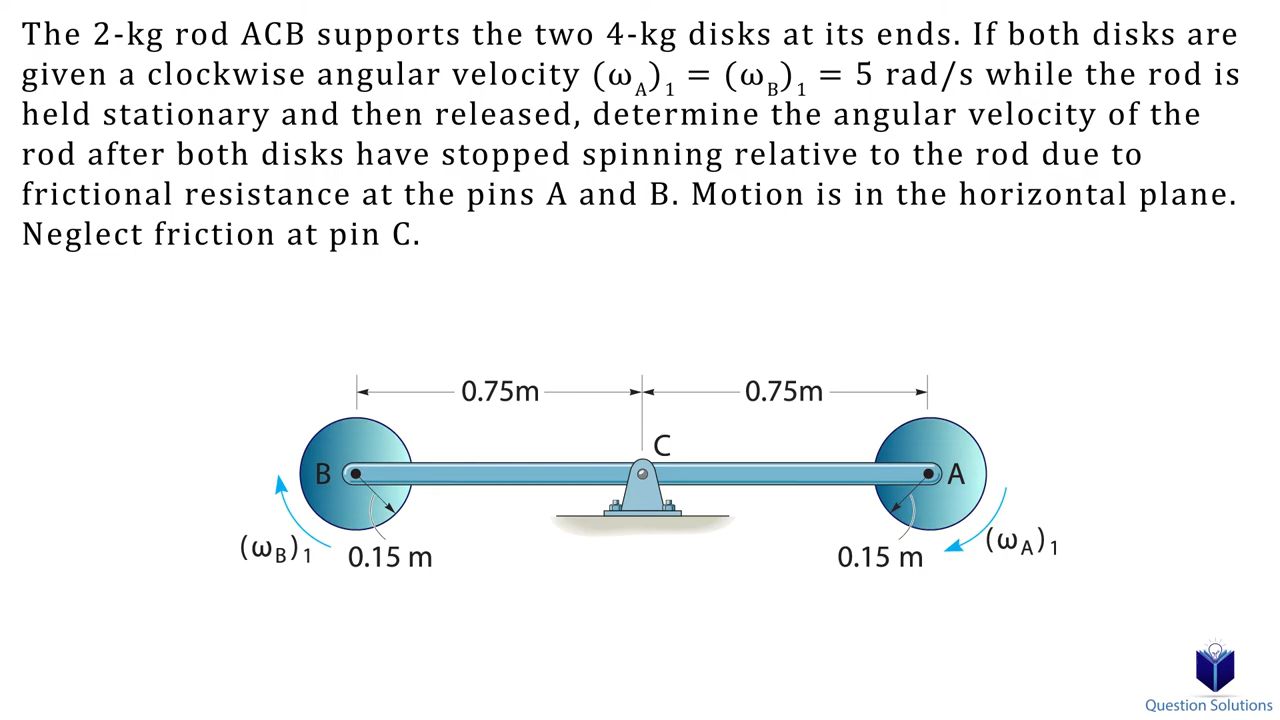 The 2-kg rod ACB supports the two 4-kg disks at its ends. If both disks are
given a clockwise angular velocity (ω_A)_1 = (ω_B)_1 = 5 rad/s while the rod is
held stationary and then released, determine the angular velocity of the
rod after both disks have stopped spinning relative to the rod due to
frictional resistance at the pins A and B. Motion is in the horizontal plane.
Neglect friction at pin C.
0.75m 0.75m
C
B A
(ω_B)_1 0.15 m 0.15 m (ω_A)_1
Question Solutions